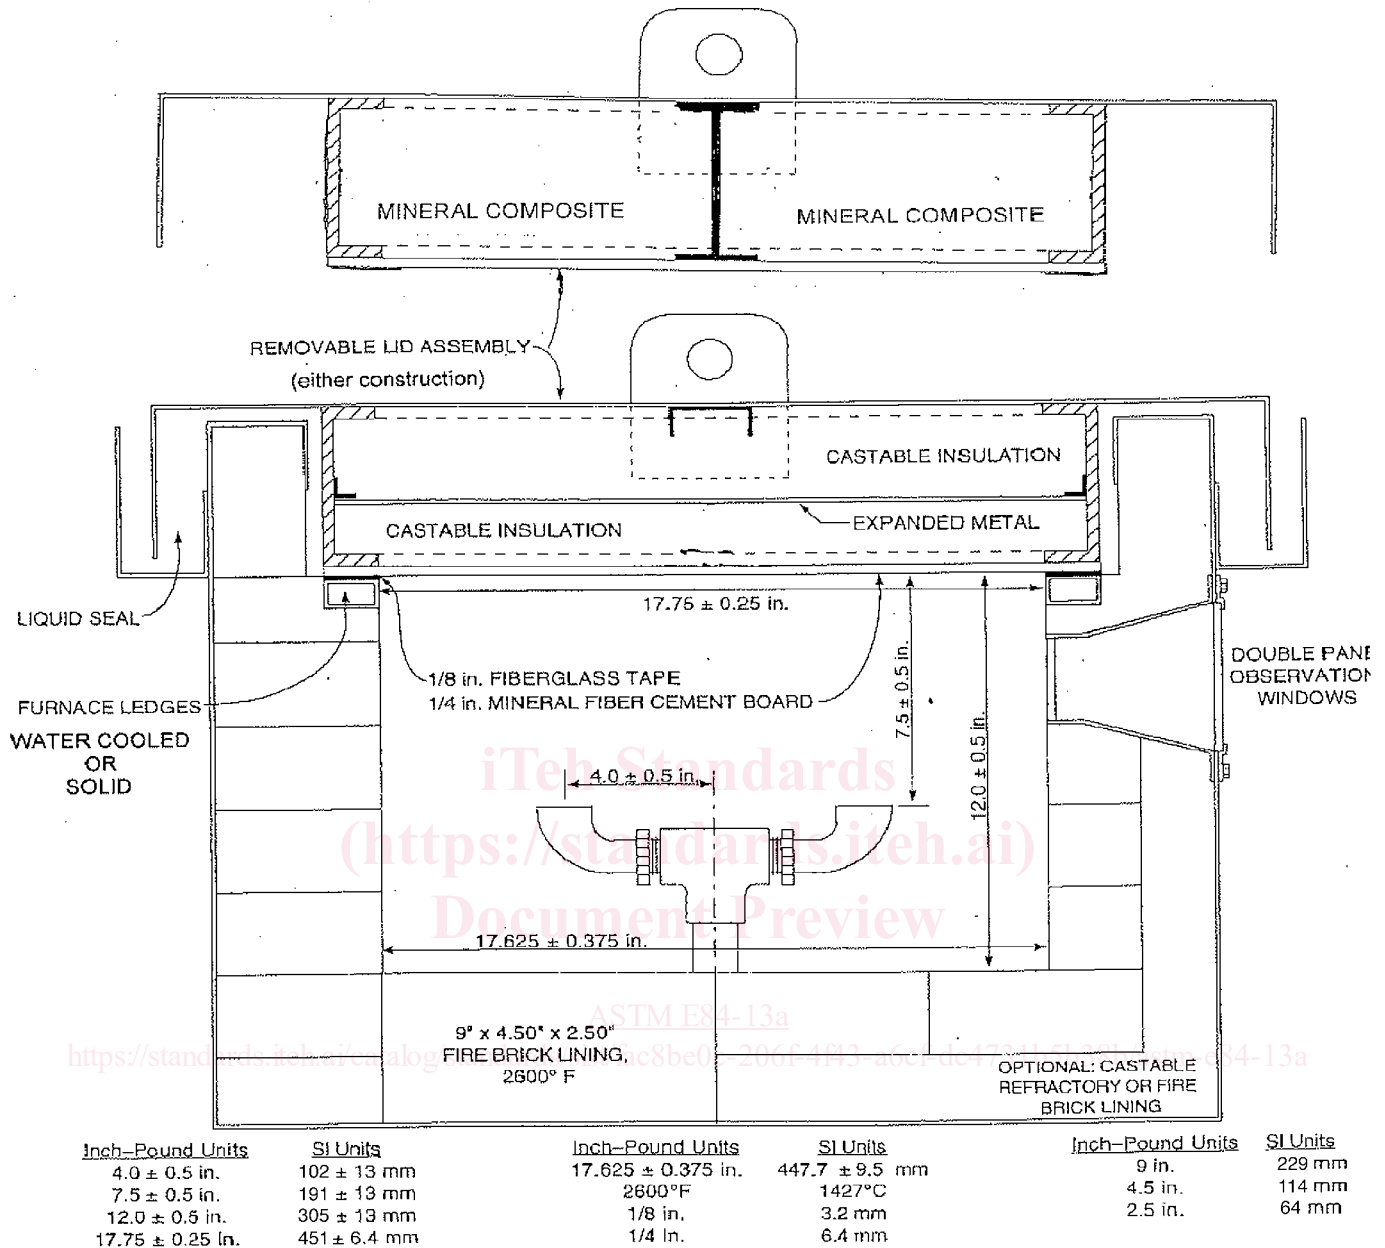 MINERAL COMPOSITE
MINERAL COMPOSITE
REMOVABLE LID ASSEMBLY
(either construction)
CASTABLE INSULATION
CASTABLE INSULATION
EXPANDED METAL
17.75 ± 0.25 in.
LIQUID SEAL
1/8 in. FIBERGLASS TAPE
1/4 in. MINERAL FIBER CEMENT BOARD
7.5 ± 0.5 in.
DOUBLE PANE
OBSERVATION
WINDOWS
FURNACE LEDGES
WATER COOLED
OR
SOLID
12.0 ± 0.5 in.
iTeh Standards
4.0 ± 0.5 in.
(https://standards.iteh.ai)
Document Preview
17.625 ± 0.375 in.
ASTM E84-13a
9" x 4.50" x 2.50"
FIRE BRICK LINING,
2600° F
OPTIONAL: CASTABLE
REFRACTORY OR FIRE
BRICK LINING
Inch-Pound Units SI Units
4.0 ± 0.5 in. 102 ± 13 mm
7.5 ± 0.5 in. 191 ± 13 mm
12.0 ± 0.5 in. 305 ± 13 mm
17.75 ± 0.25 in. 451 ± 6.4 mm
Inch-Pound Units SI Units
17.625 ± 0.375 in. 447.7 ± 9.5 mm
2600°F 1427°C
1/8 in. 3.2 mm
1/4 in. 6.4 mm
Inch-Pound Units SI Units
9 in. 229 mm
4.5 in. 114 mm
2.5 in. 64 mm